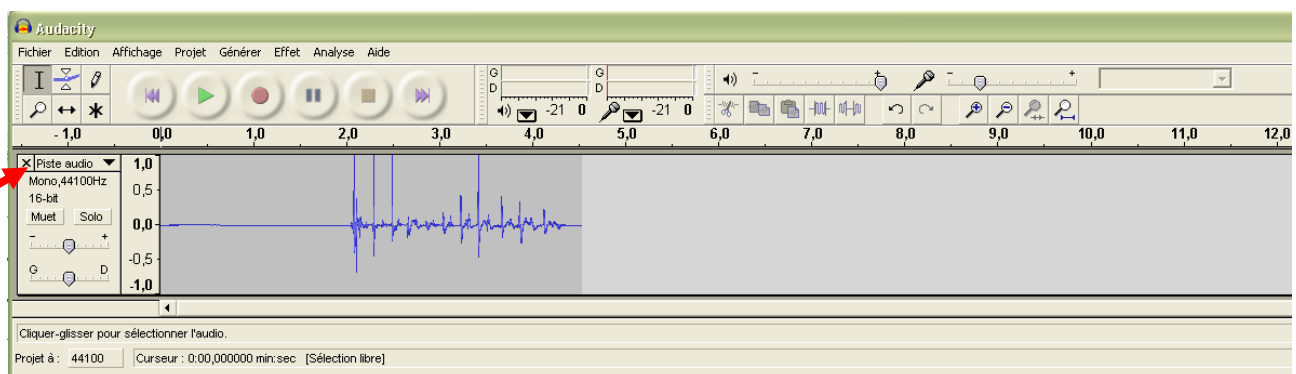 Audacity
Fichier Edition Affichage Projet Générer Effet Analyse Aide
G
D
-21 0
G
D
-21 0
- + - +
- 1,0 0,0 1,0 2,0 3,0 4,0 5,0 6,0 7,0 8,0 9,0 10,0 11,0 12,0
X Piste audio
Mono,44100Hz
16-bit
Muet Solo
- +
G D
1,0
0,5
0,0
-0,5
-1,0
Cliquer-glisser pour sélectionner l'audio.
Projet à : 44100 Curseur : 0:00,000000 min:sec [Sélection libre]